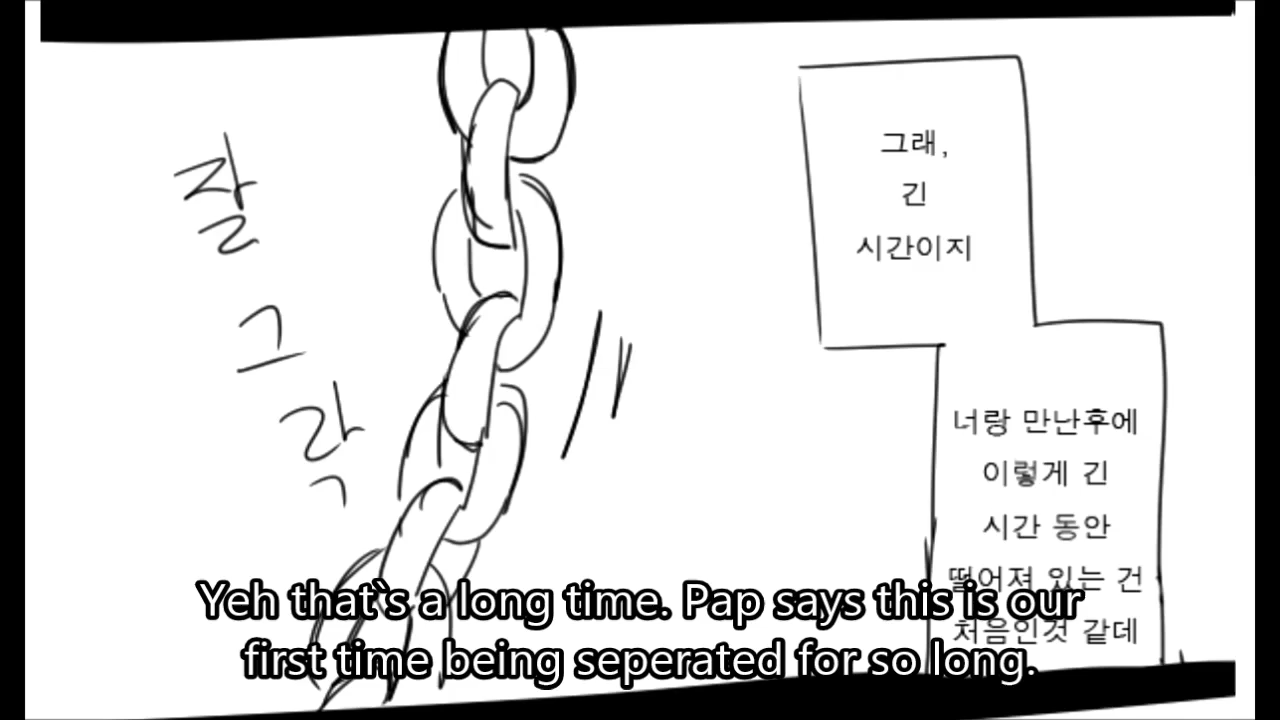 잘
그
락
그래,
긴
시간이지
너랑 만난후에
이렇게 긴
시간 동안
떨어져 있는 건
처음인것 같데
Yeh that`s a long time. Pap says this is our
first time being seperated for so long.